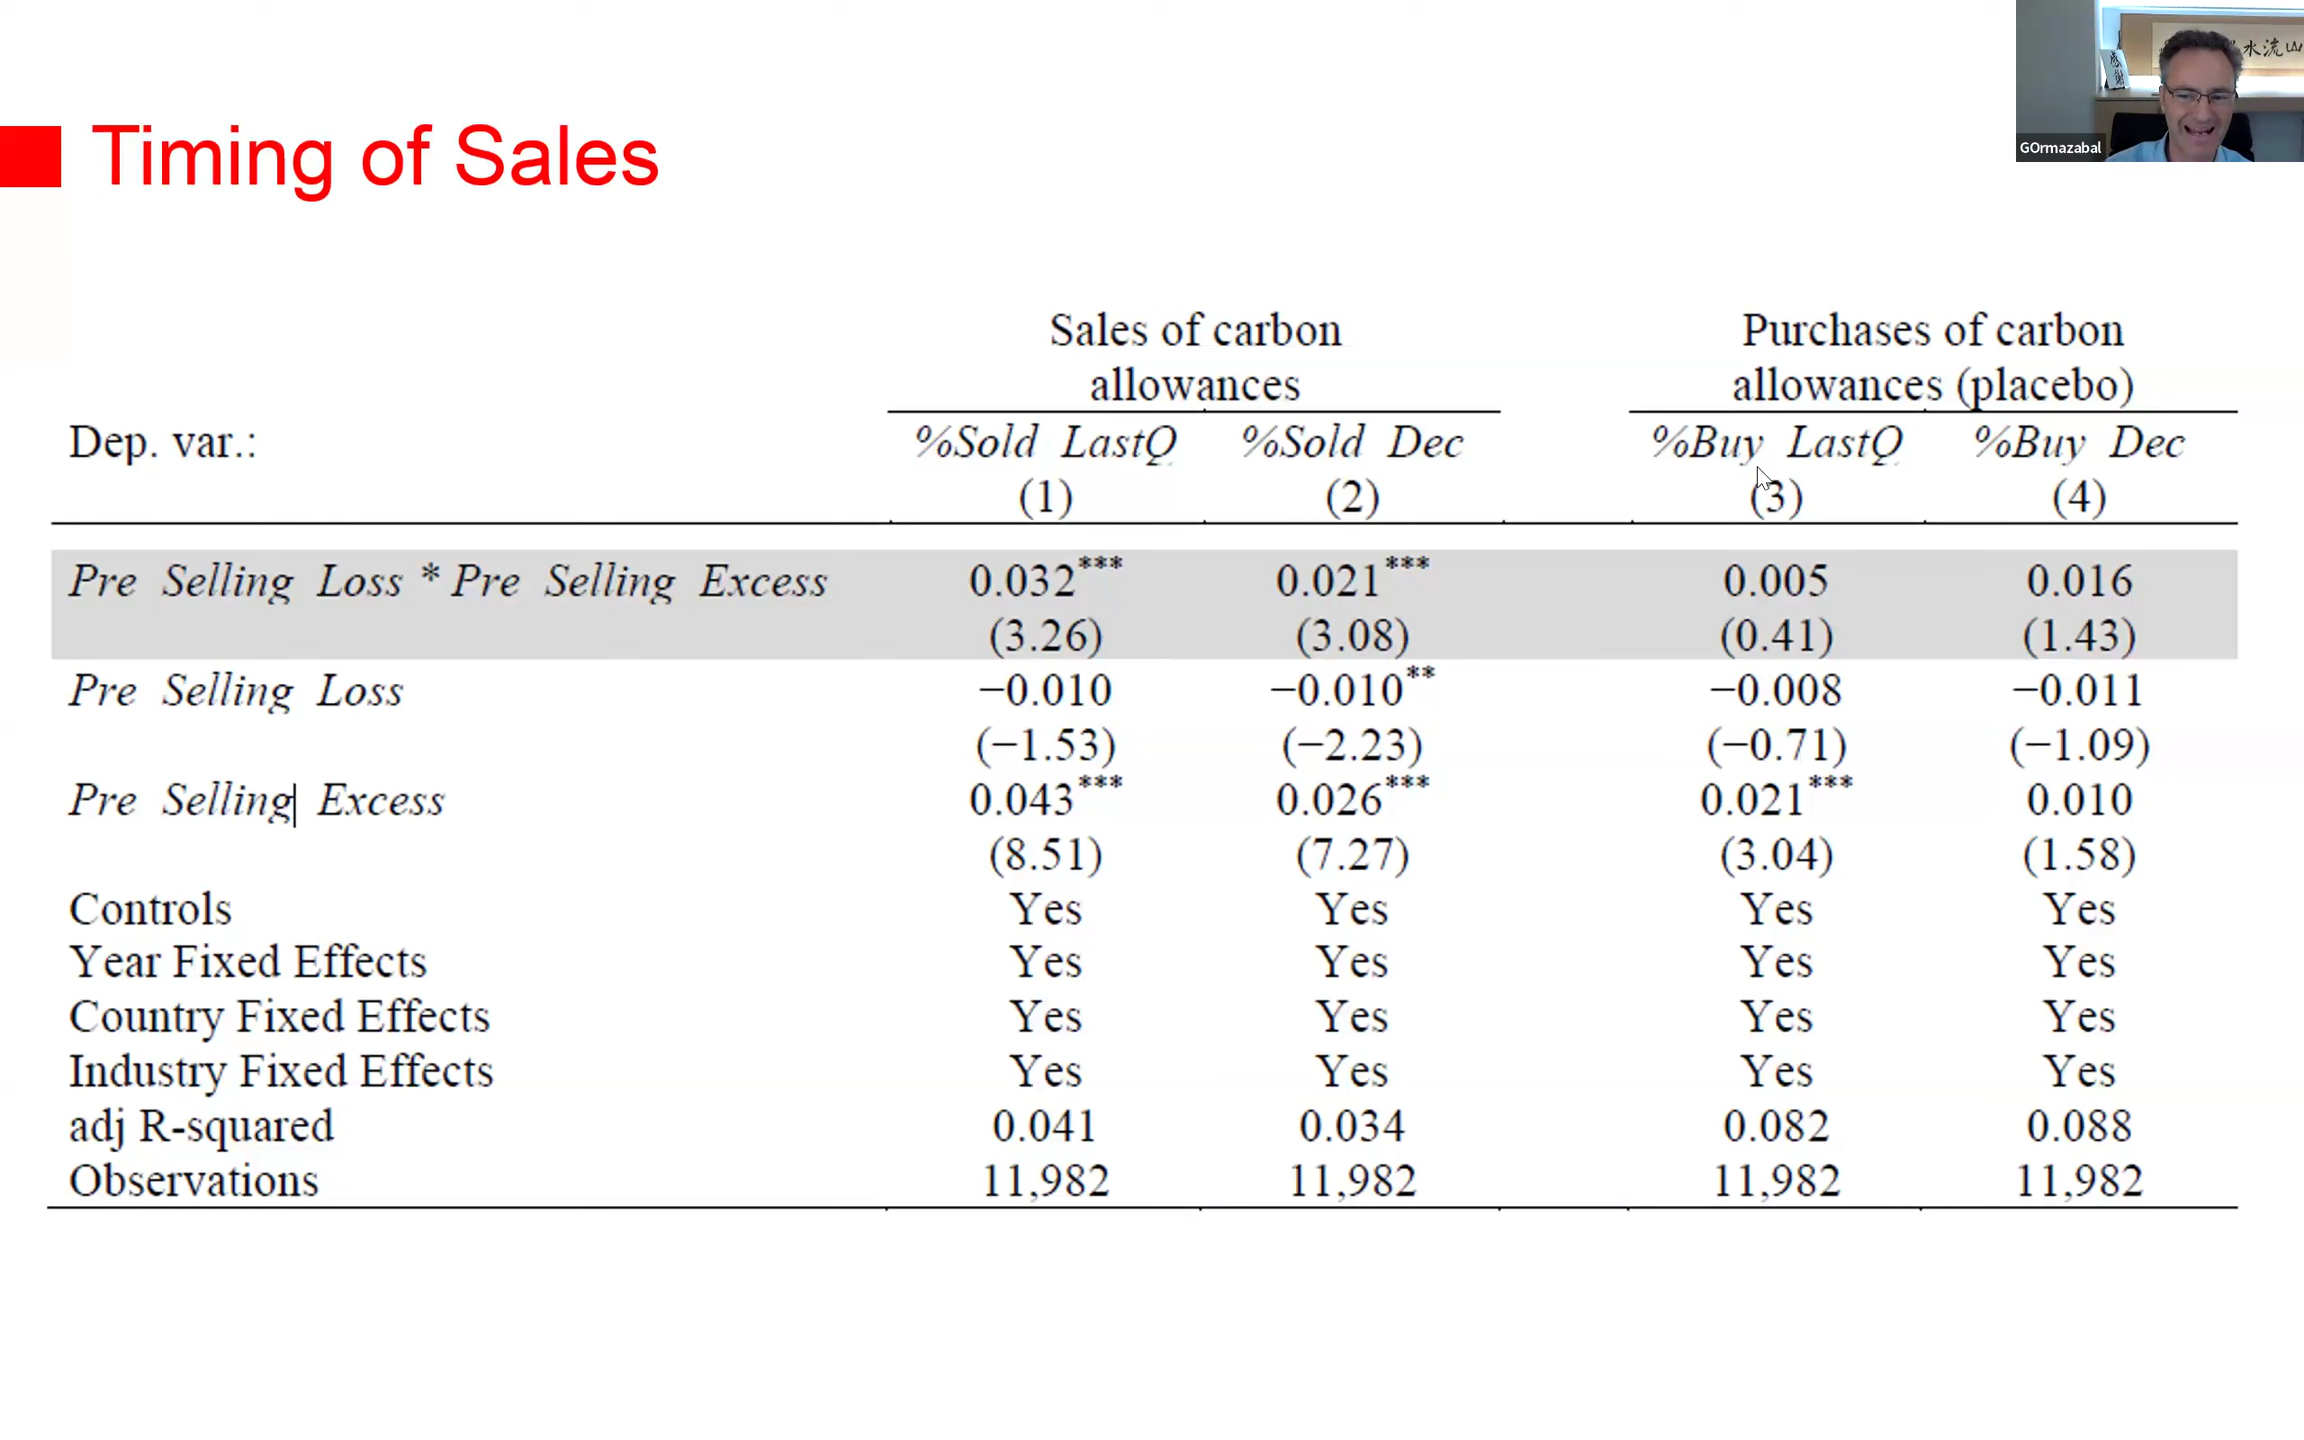 Timing of Sales
水流山
感謝
GOrmazabal
Sales of carbon allowances
Purchases of carbon allowances (placebo)
Dep. var.: %Sold LastQ %Sold Dec %Buy LastQ %Buy Dec
(1) (2) (3) (4)
Pre Selling Loss * Pre Selling Excess 0.032*** 0.021*** 0.005 0.016
(3.26) (3.08) (0.41) (1.43)
Pre Selling Loss −0.010 −0.010** −0.008 −0.011
(−1.53) (−2.23) (−0.71) (−1.09)
Pre Selling Excess 0.043*** 0.026*** 0.021*** 0.010
(8.51) (7.27) (3.04) (1.58)
Controls Yes Yes Yes Yes
Year Fixed Effects Yes Yes Yes Yes
Country Fixed Effects Yes Yes Yes Yes
Industry Fixed Effects Yes Yes Yes Yes
adj R-squared 0.041 0.034 0.082 0.088
Observations 11,982 11,982 11,982 11,982